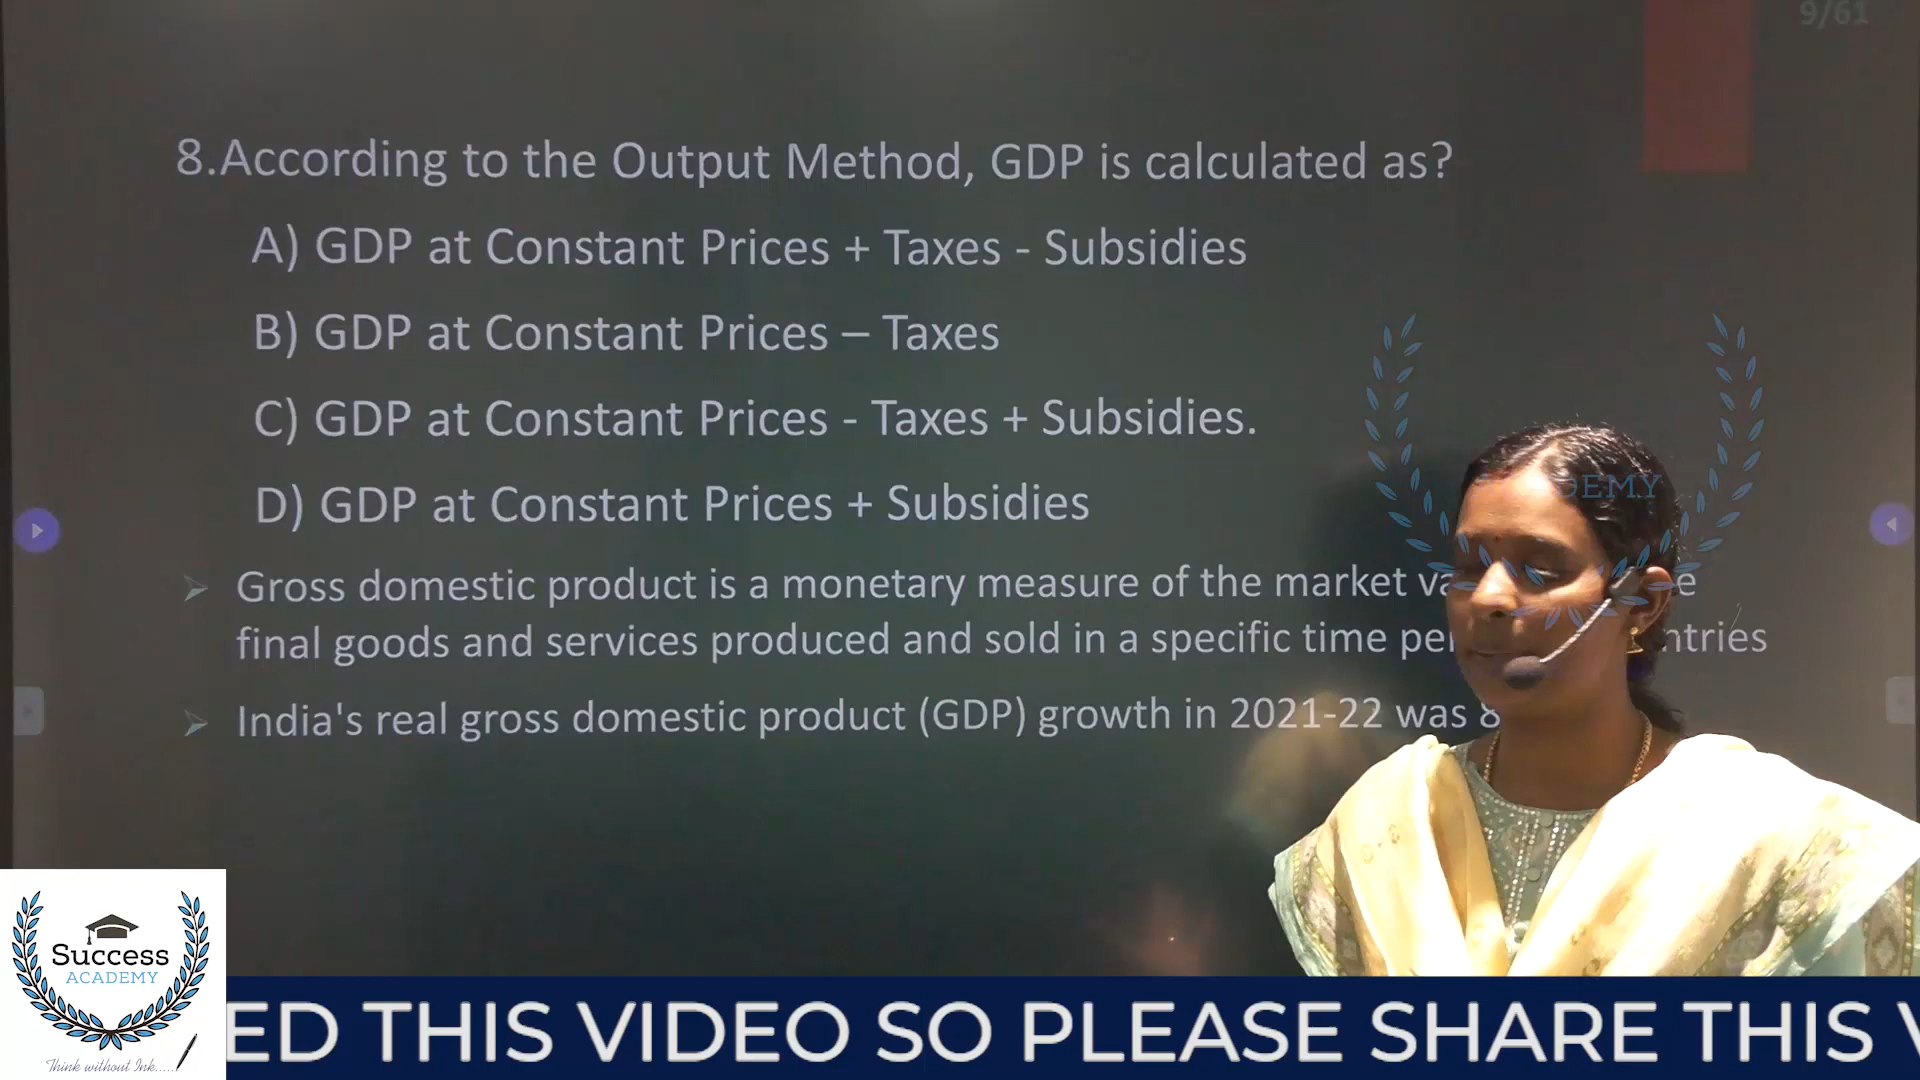 9/61
8.According to the Output Method, GDP is calculated as?
A) GDP at Constant Prices + Taxes - Subsidies
B) GDP at Constant Prices – Taxes
C) GDP at Constant Prices - Taxes + Subsidies.
D) GDP at Constant Prices + Subsidies
Gross domestic product is a monetary measure of the market
final goods and services produced and sold in a specific time
India's real gross domestic product (GDP) growth in 2021-22 was 8
Success
ACADEMY
Think without Ink......
ED THIS VIDEO SO PLEASE SHARE THIS